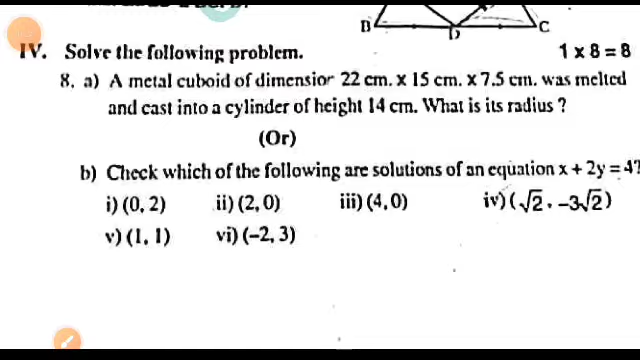 B D C
IV. Solve the following problem. 1 x 8 = 8
8. a) A metal cuboid of dimension 22 cm. x 15 cm. x 7.5 cm. was melted
and cast into a cylinder of height 14 cm. What is its radius ?
(Or)
b) Check which of the following are solutions of an equation x + 2y = 4?
i) (0, 2) ii) (2, 0) iii) (4, 0) iv) (√2, -3√2)
v) (1, 1) vi) (-2, 3)